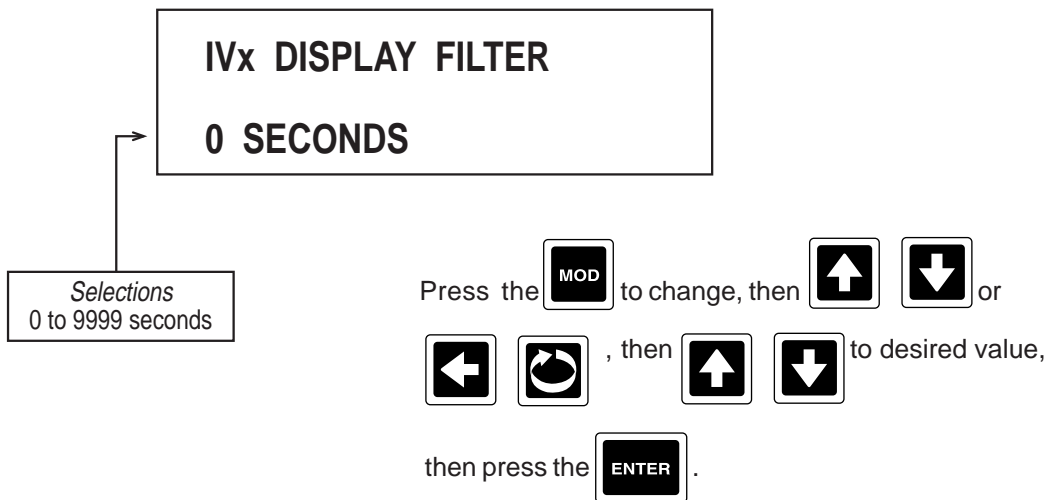 IVx DISPLAY FILTER
0 SECONDS
Selections
0 to 9999 seconds
Press the MOD to change, then or
, then to desired value,
then press the ENTER .